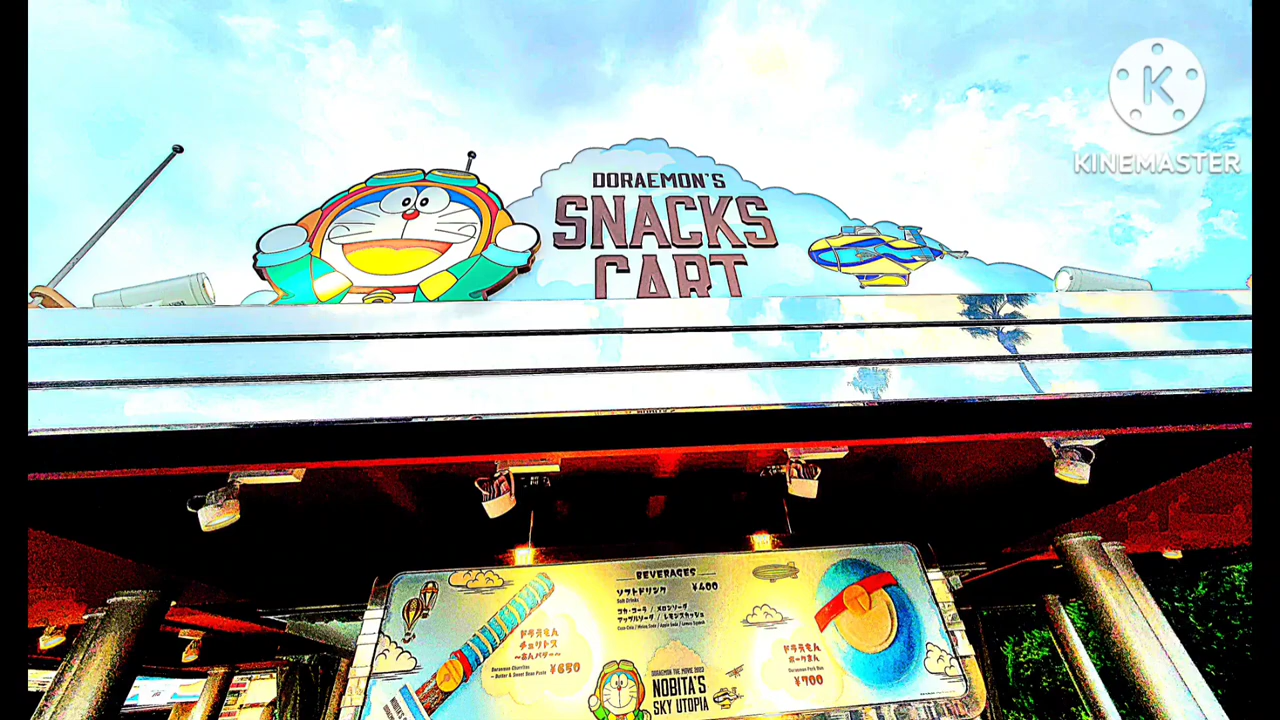 K
KINEMASTER
DORAEMON'S
SNACKS
CART
BEVERAGES
ソフトドリンク ¥400
Soft Drinks
コカ・コーラ / メロンソーダ
アップルソーダ / レモンスカッシュ
Coca-Cola / Melon Soda / Apple Soda / Lemon Squash
ドラえもん
チュリトス
〜あんバター〜
Doraemon Churritos
〜 Butter & Sweet Bean Paste ¥650
DORAEMON THE MOVIE 2023
NOBITA'S
SKY UTOPIA
ドラえもん
ポークまん
Doraemon Pork Bun
¥700